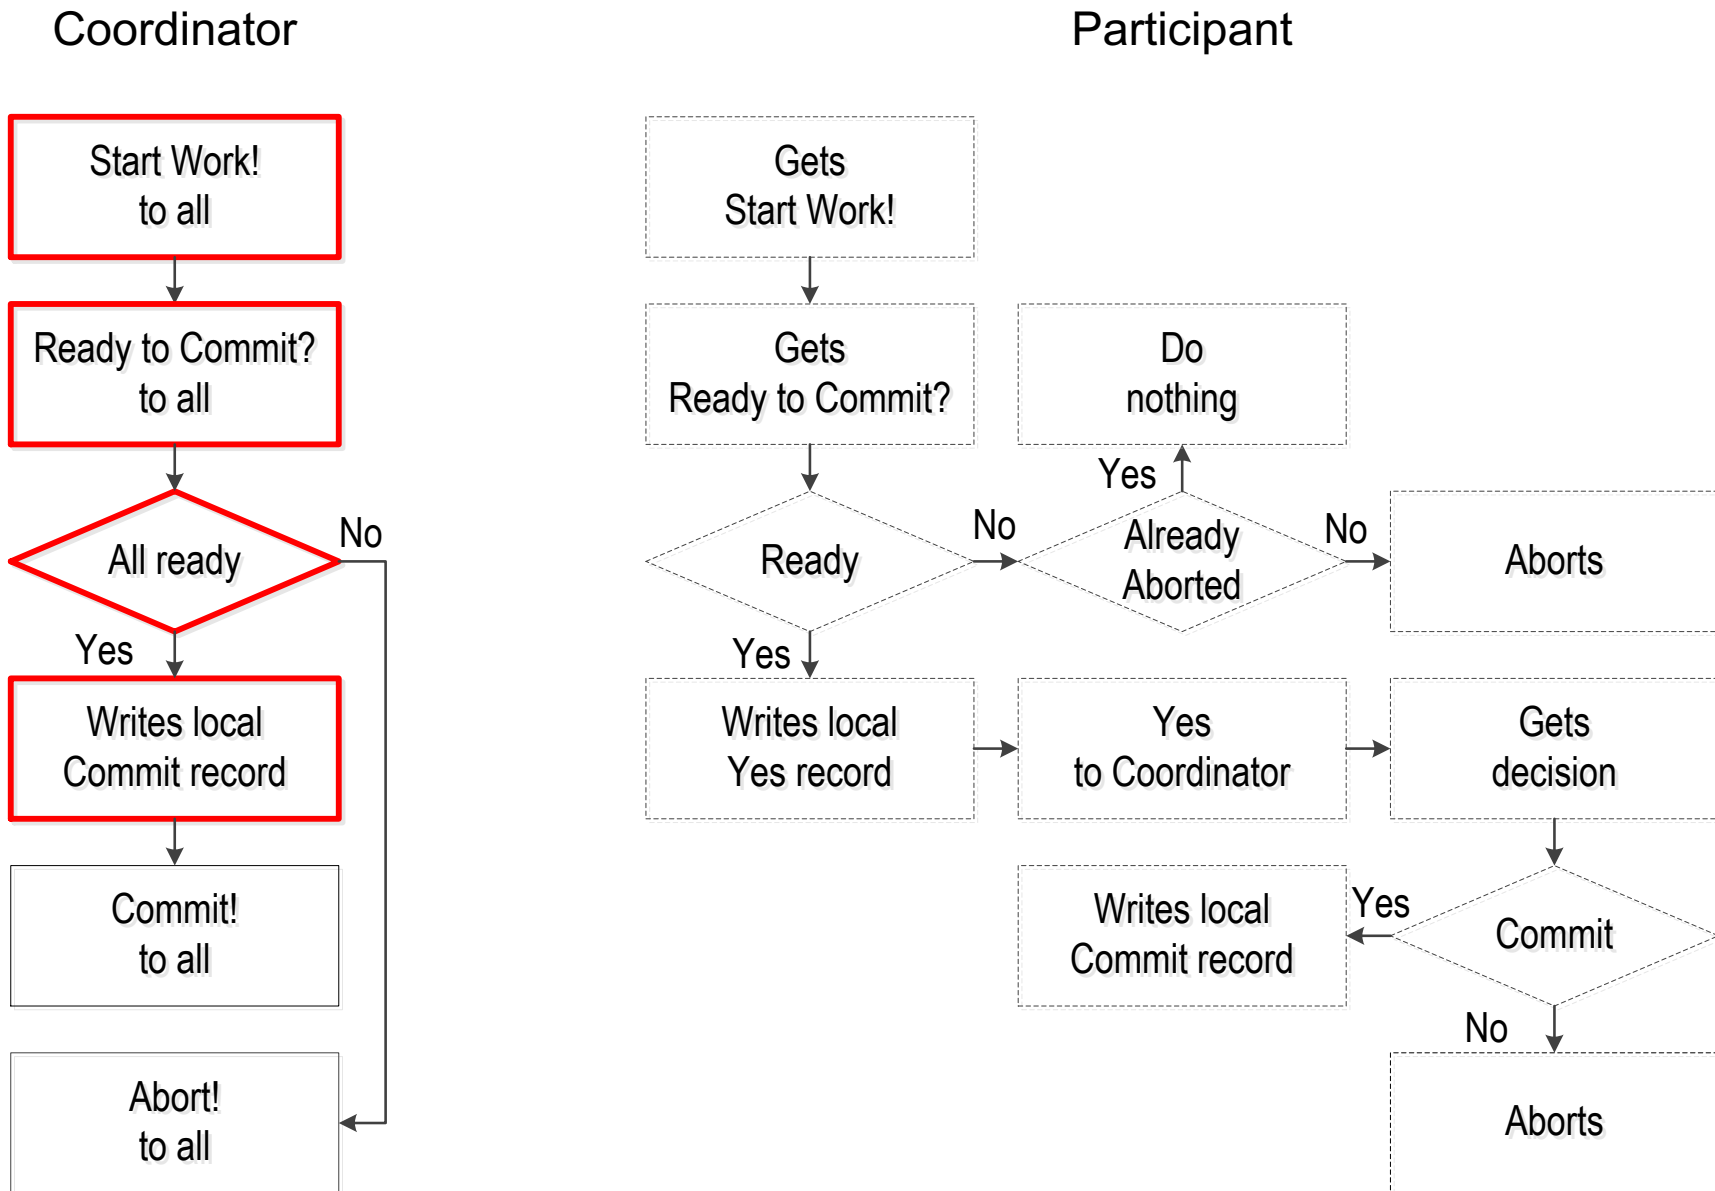 Coordinator
Participant
Start Work!
to all
Gets
Start Work!
Ready to Commit?
to all
Gets
Ready to Commit?
Do
nothing
Yes
All ready
No
Ready
No
Already
Aborted
No
Aborts
Yes
Yes
Writes local
Commit record
Writes local
Yes record
Yes
to Coordinator
Gets
decision
Commit!
to all
Writes local
Commit record
Yes
Commit
No
Abort!
to all
Aborts